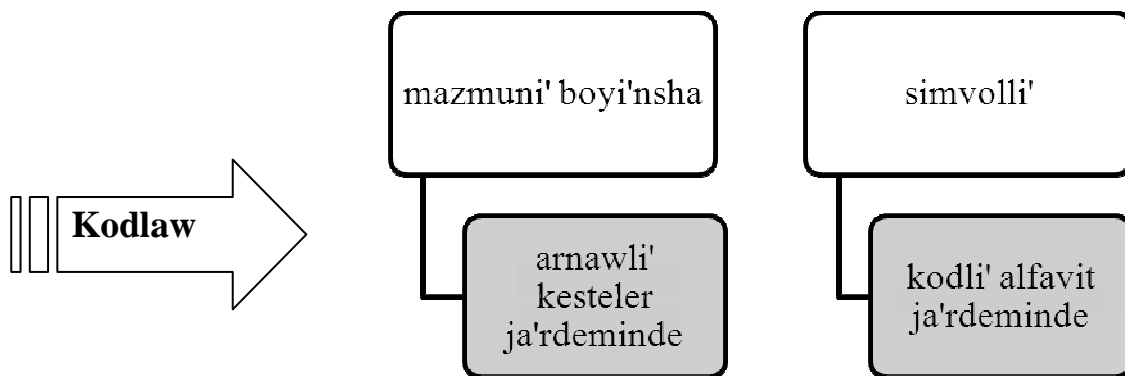 Kodlaw
mazmuni' boyi'nsha
arnawli'
kesteler
ja'rdeminde
simvolli'
kodli' alfavit
ja'rdeminde